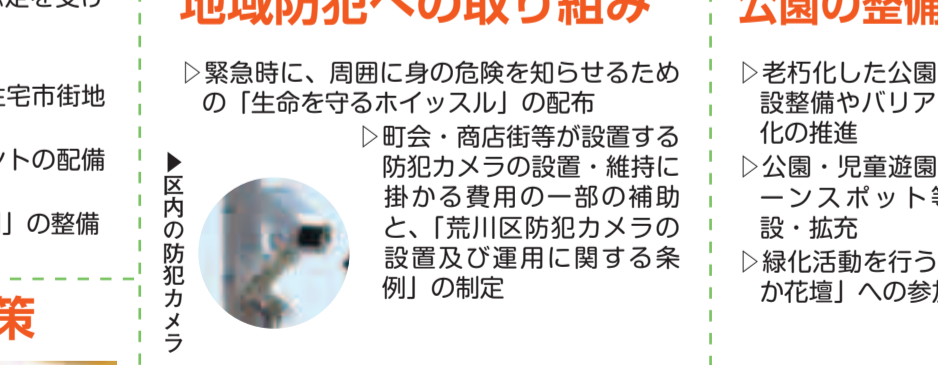 地域防犯への取り組み
▷緊急時に、周囲に身の危険を知らせるため
の「生命を守るホイッスル」の配布
▷町会・商店街等が設置する
防犯カメラの設置・維持に
掛かる費用の一部の補助
と、「荒川区防犯カメラの
設置及び運用に関する条
例」の制定
▶区内の防犯カメラ
公園の整備
▷老朽化した公園
設整備やバリア
化の推進
▷公園・児童遊園
ーンスポット等
設・拡充
▷緑化活動を行う
か花壇」への参加
宅市街地
ントの配備
」の整備
策